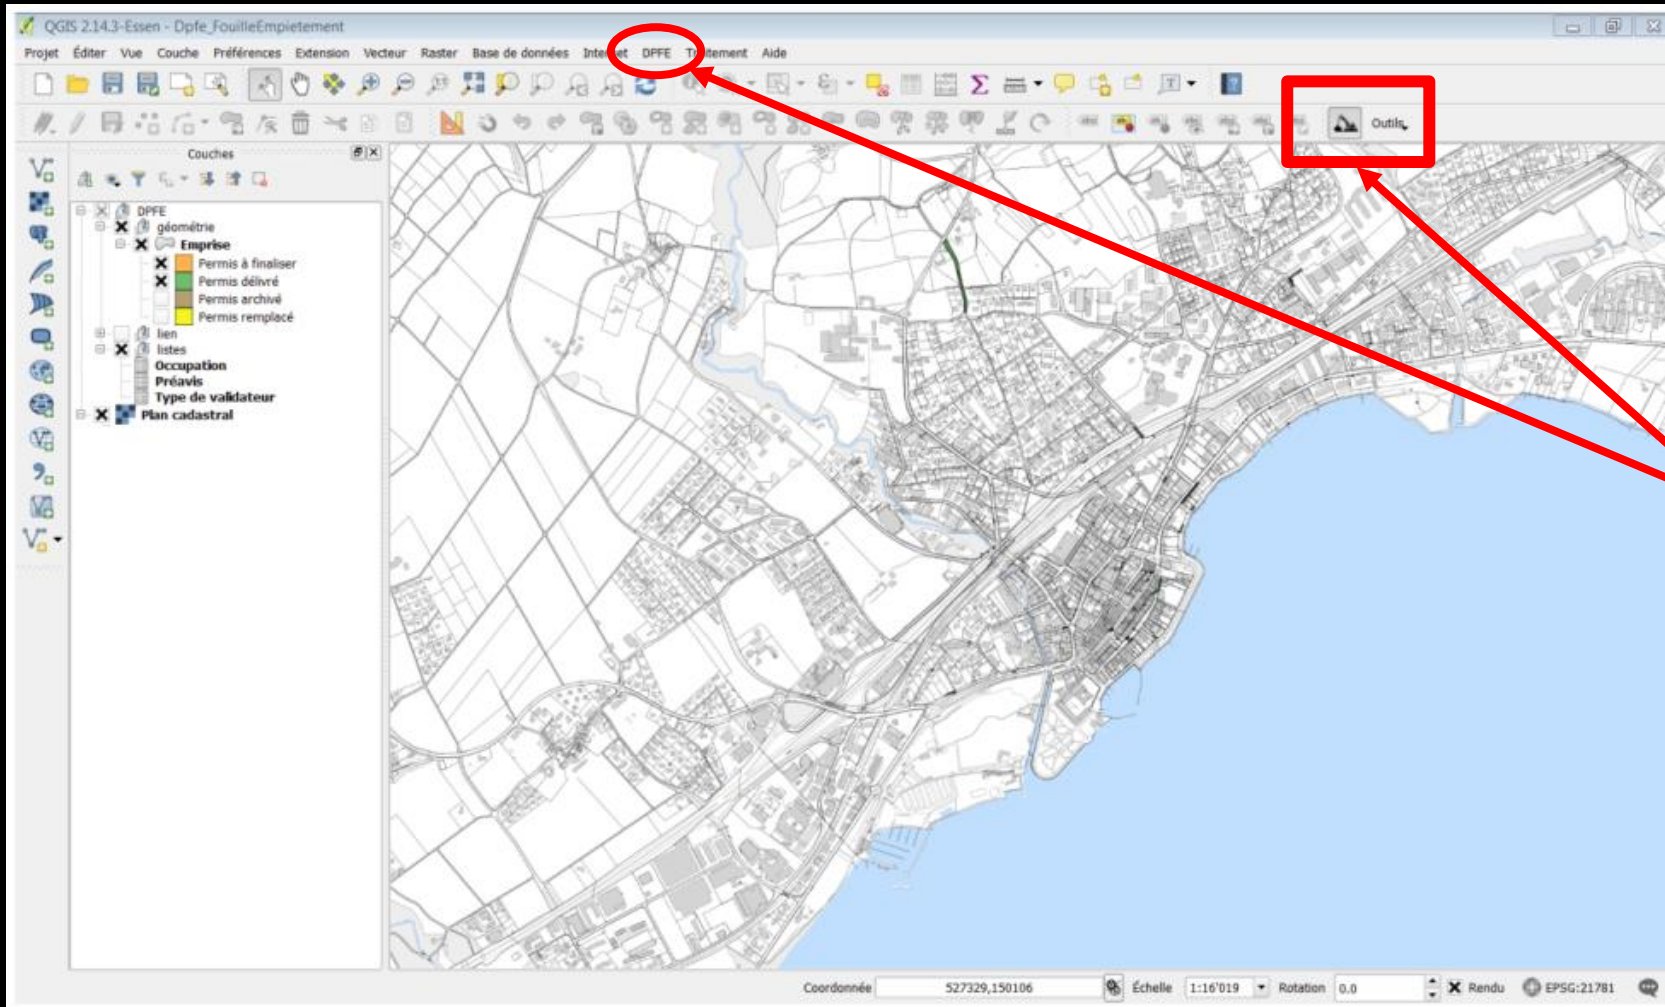 QGIS 2.14.3-Essen - Dpfe_FouilleEmpietement
Projet Éditer Vue Couche Préférences Extension Vecteur Raster Base de données Internet DPFE Traitement Aide
Outils
Couches
DPFE
géométrie
Emprise
Permis à finaliser
Permis délivré
Permis archivé
Permis remplacé
lien
listes
Occupation
Préavis
Type de validateur
Plan cadastral
Coordonnée 527329,150106 Échelle 1:16'019 Rotation 0.0 Rendu EPSG:21781